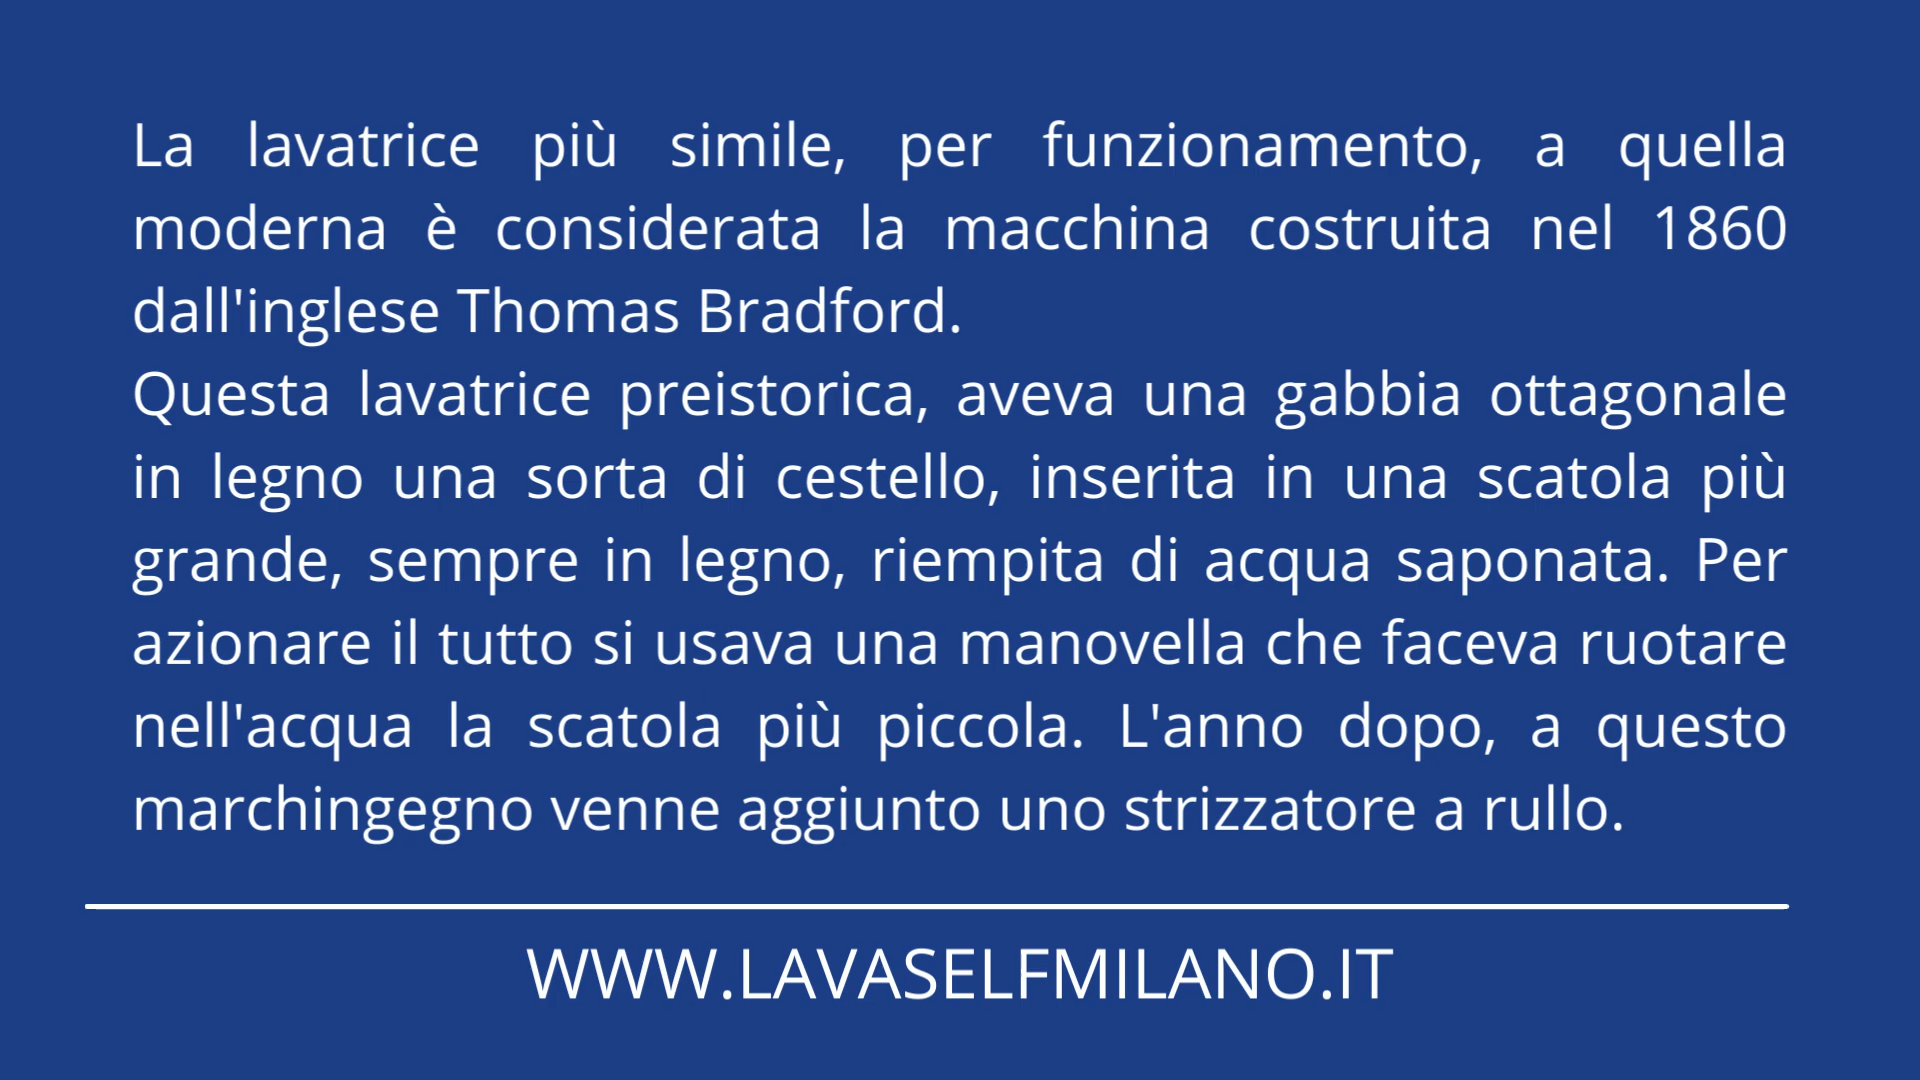 La lavatrice più simile, per funzionamento, a quella
moderna è considerata la macchina costruita nel 1860
dall'inglese Thomas Bradford.
Questa lavatrice preistorica, aveva una gabbia ottagonale
in legno una sorta di cestello, inserita in una scatola più
grande, sempre in legno, riempita di acqua saponata. Per
azionare il tutto si usava una manovella che faceva ruotare
nell'acqua la scatola più piccola. L'anno dopo, a questo
marchingegno venne aggiunto uno strizzatore a rullo.
WWW.LAVASELFMILANO.IT